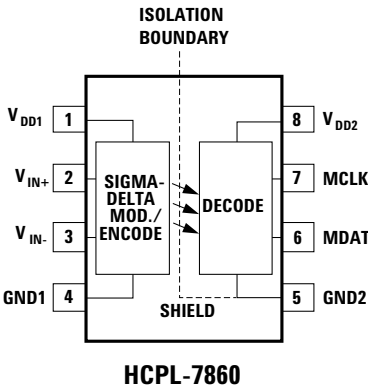 ISOLATION
BOUNDARY
V DD1
1
8
V DD2
V IN+
2
7
MCLK
SIGMA-
DELTA
MOD./
ENCODE
DECODE
V IN-
3
6
MDAT
GND1
4
5
GND2
SHIELD
HCPL-7860